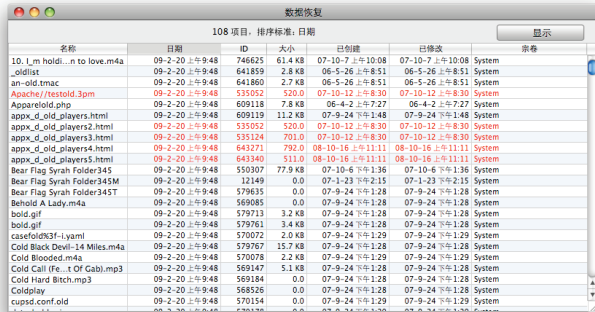 数据恢复
108 项目，排序标准：日期
显示
名称 日期 ID 大小 已创建 已修改 宗卷
10. I_m holdi...n to love.m4a 09-2-20 上午9:48 746625 61.4 KB 07-10-7 上午10:08 07-10-7 上午10:08 System
_oldlist 09-2-20 上午9:48 641859 2.8 KB 06-5-26 上午8:51 06-5-26 上午8:51 System
an-old.tmac 09-2-20 上午9:48 641860 2.7 KB 06-5-26 上午8:51 06-5-26 上午8:51 System
Apache//testold.3pm 09-2-20 上午9:48 535052 520.0 07-10-12 上午8:30 07-10-12 上午8:30 System
Apparelold.php 09-2-20 上午9:48 609118 7.8 KB 06-4-2 上午7:27 06-4-2 上午7:27 System
appx_d_old_players.html 09-2-20 上午9:48 609119 11.2 KB 07-9-24 下午1:48 07-9-24 下午1:48 System
appx_d_old_players2.html 09-2-20 上午9:48 535052 520.0 07-10-12 上午8:30 07-10-12 上午8:30 System
appx_d_old_players3.html 09-2-20 上午9:48 535124 701.0 07-10-12 上午8:30 07-10-12 上午8:30 System
appx_d_old_players4.html 09-2-20 上午9:48 643271 792.0 08-10-16 上午11:11 08-10-16 上午11:11 System
appx_d_old_players5.html 09-2-20 上午9:48 643340 511.0 08-10-16 上午11:11 08-10-16 上午11:11 System
Bear Flag Syrah Folder345 09-2-20 上午9:48 550307 77.9 KB 07-10-6 下午1:36 07-10-6 下午1:36 System
Bear Flag Syrah Folder345M 09-2-20 上午9:48 12149 0.0 07-1-23 下午2:15 07-1-23 下午2:15 System
Bear Flag Syrah Folder345T 09-2-20 上午9:48 579635 0.0 07-9-24 下午1:28 07-9-24 下午1:28 System
Behold A Lady.m4a 09-2-20 上午9:48 569085 0.0 07-9-24 下午1:28 07-9-24 下午1:28 System
bold.gif 09-2-20 上午9:48 579713 3.2 KB 07-9-24 下午1:28 07-9-24 下午1:28 System
bold.gif 09-2-20 上午9:48 579761 3.4 KB 07-9-24 下午1:28 07-9-24 下午1:28 System
casefold%3f-i.yaml 09-2-20 上午9:48 570072 2.0 KB 07-9-24 下午1:29 07-9-24 下午1:29 System
Cold Black Devil-14 Miles.m4a 09-2-20 上午9:48 579767 15.7 KB 07-9-24 下午1:28 07-9-24 下午1:28 System
Cold Blooded.m4a 09-2-20 上午9:48 570078 2.2 KB 07-9-24 下午1:29 07-9-24 下午1:29 System
Cold Call (Fe...t Of Gab).mp3 09-2-20 上午9:48 569147 5.1 KB 07-9-24 下午1:28 07-9-24 下午1:28 System
Cold Hard Bitch.mp3 09-2-20 上午9:48 569184 0.0 07-9-24 下午1:28 07-9-24 下午1:28 System
Coldplay 09-2-20 上午9:48 568526 0.0 07-9-24 下午1:28 07-9-24 下午1:28 System
cupsd.conf.old 09-2-20 上午9:48 570154 0.0 07-9-24 下午1:29 07-9-24 下午1:29 System